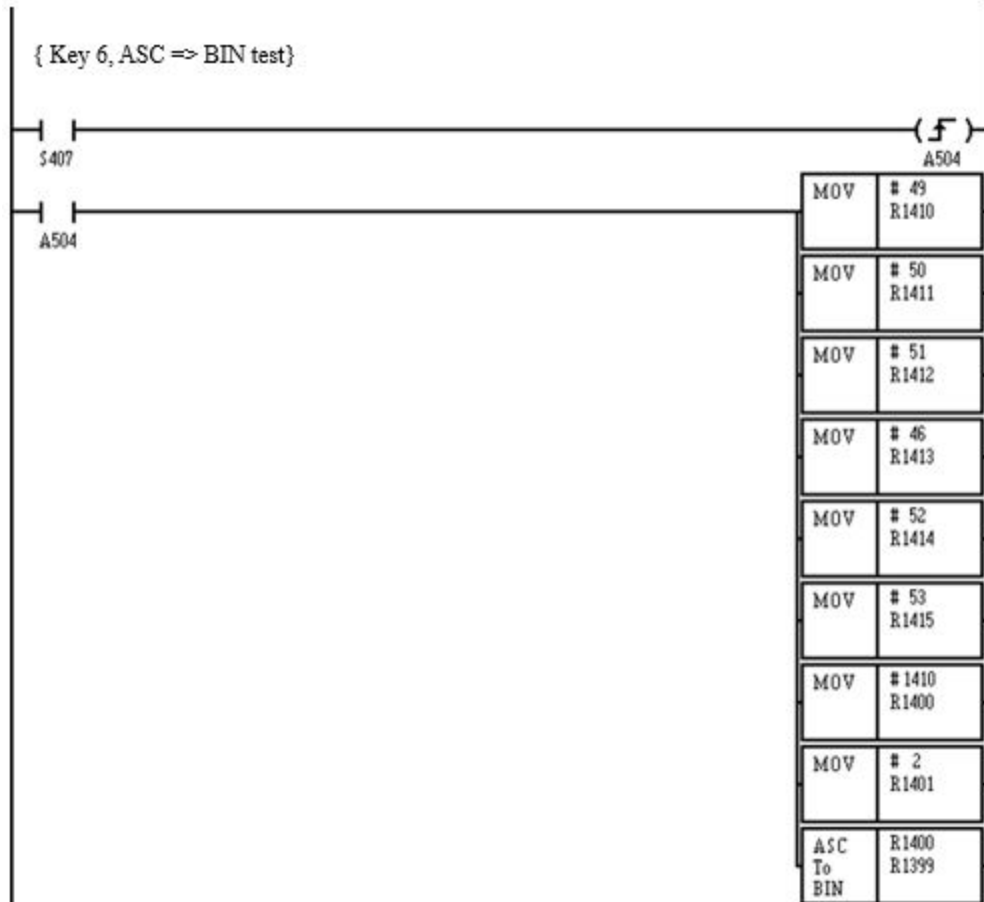 { Key 6, ASC => BIN test}
S407
A504
MOV # 49
R1410
A504
MOV # 50
R1411
MOV # 51
R1412
MOV # 46
R1413
MOV # 52
R1414
MOV # 53
R1415
MOV # 1410
R1400
MOV # 2
R1401
ASC R1400
To R1399
BIN